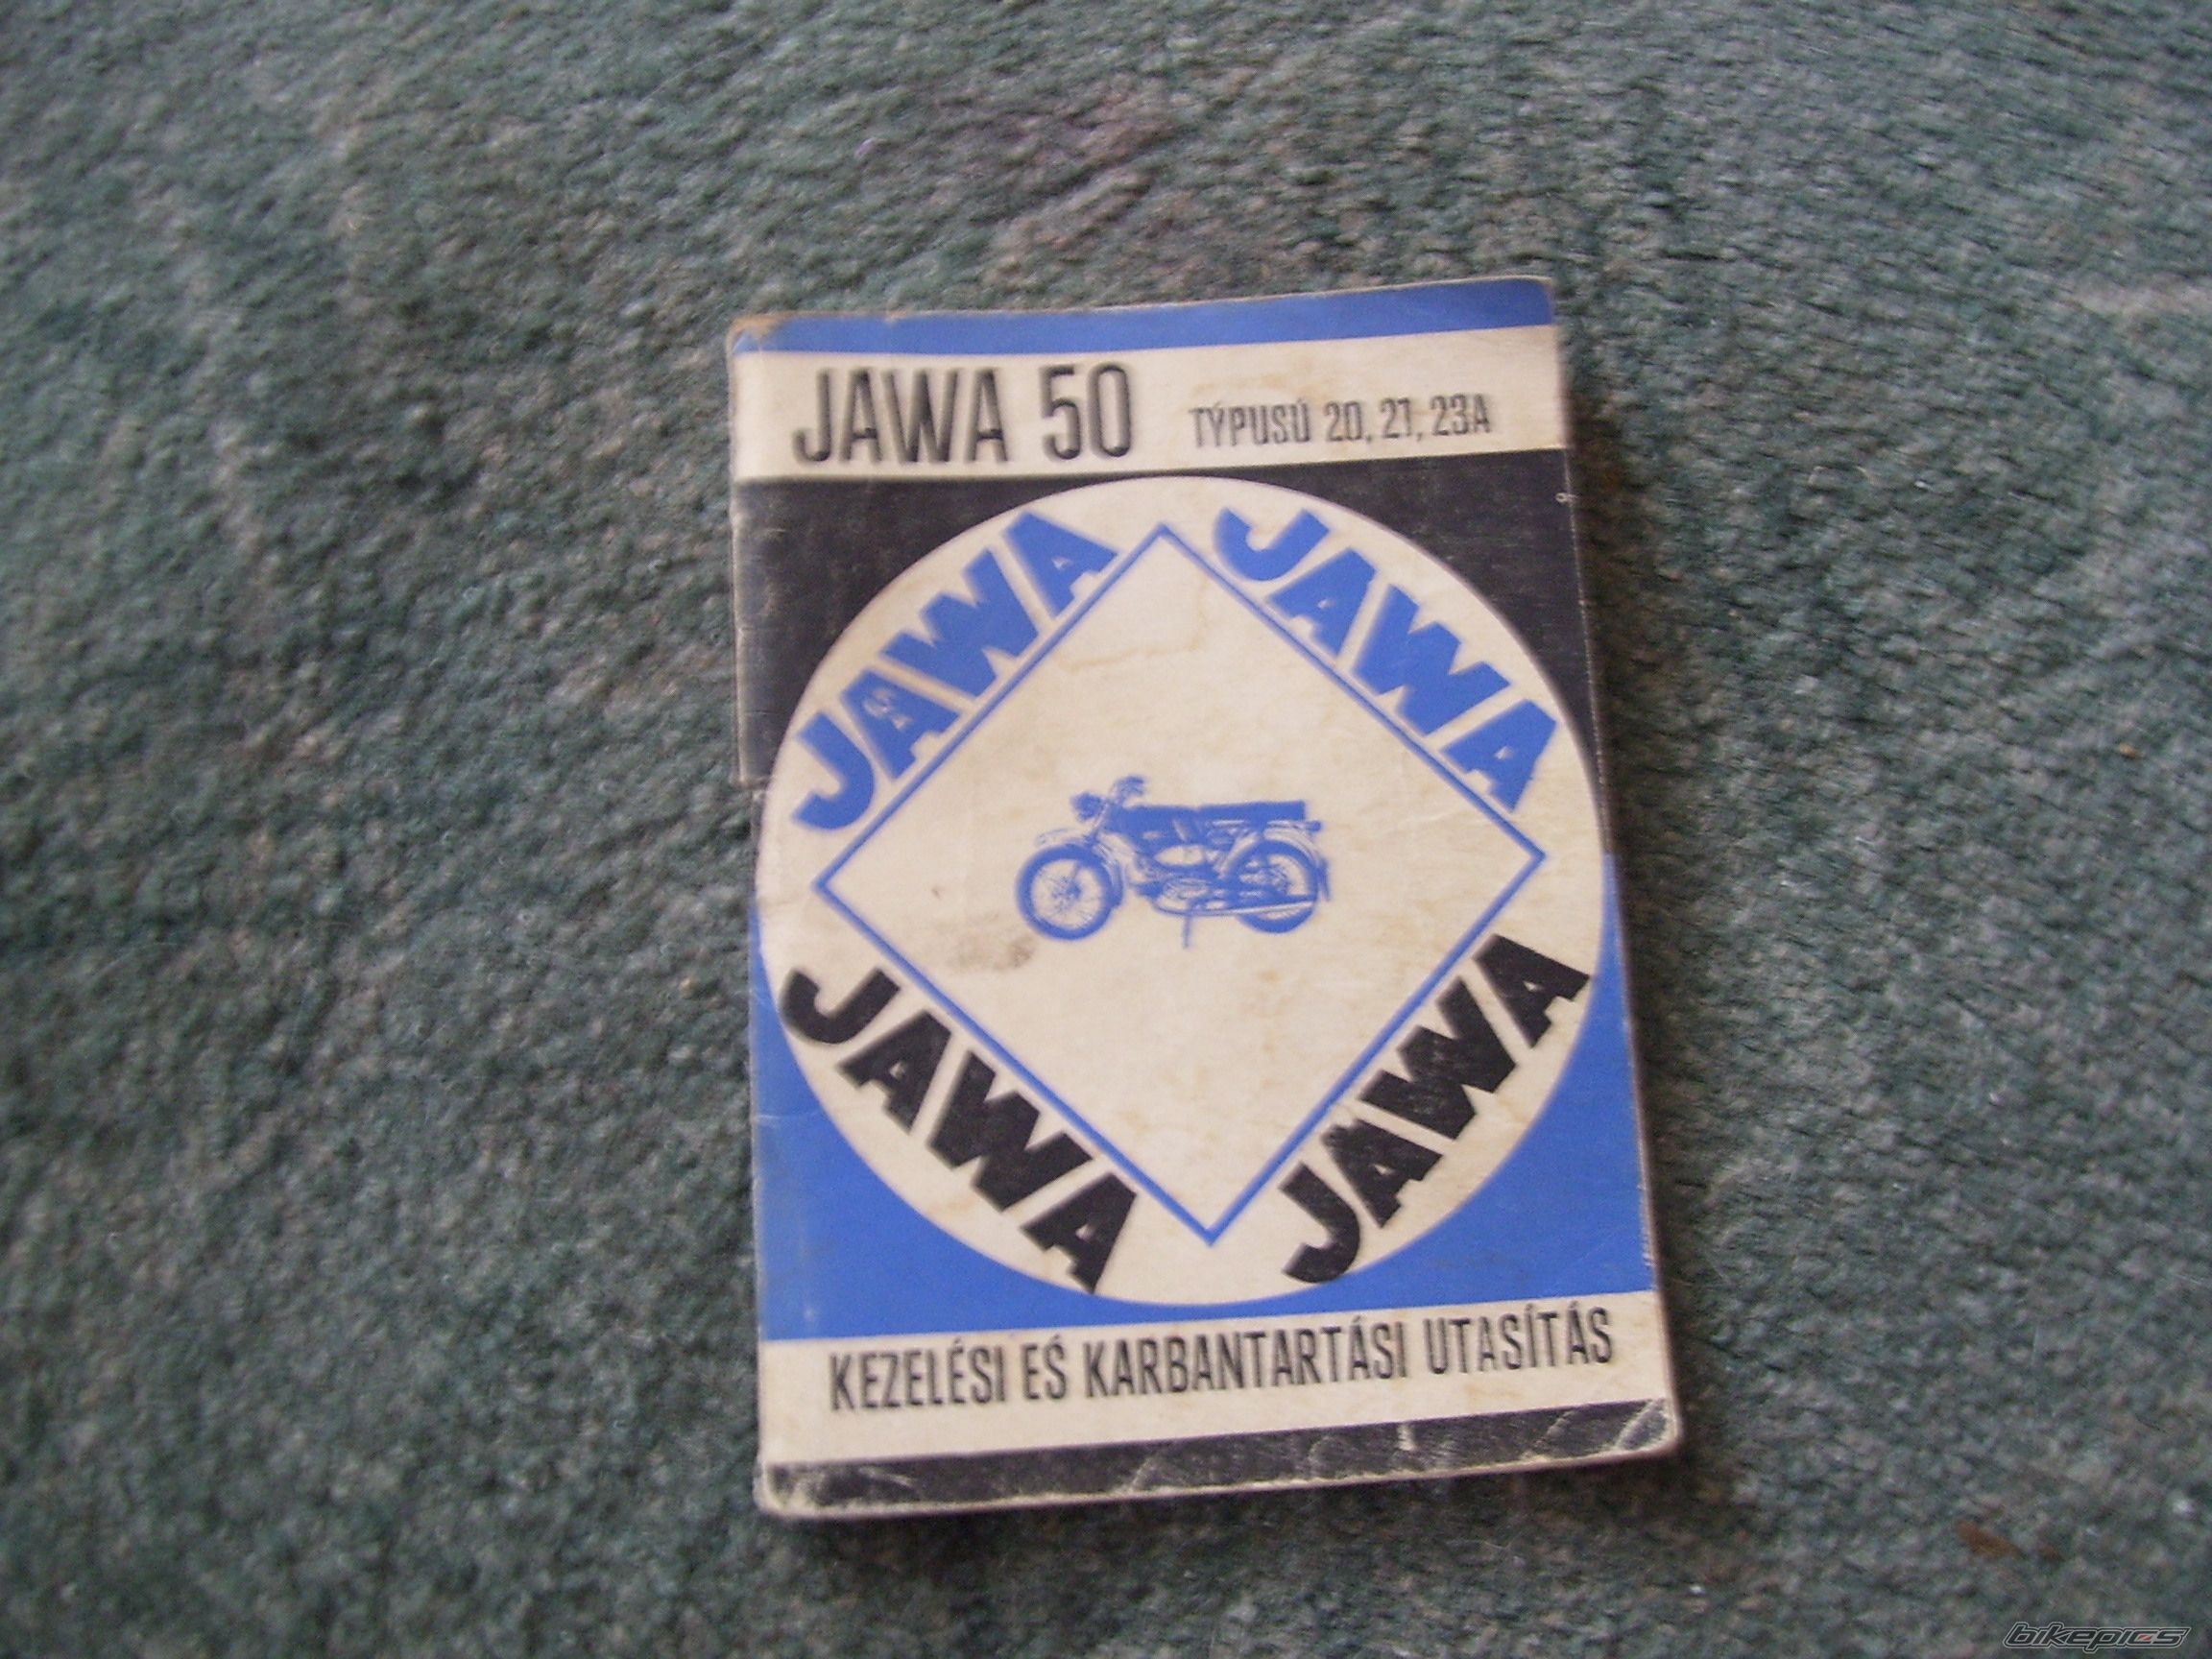 JAWA 50 TÝPUSÚ 20, 21, 23A
JAWA JAWA
JAWA JAWA
KEZELÉSI EŚ KARBANTARTÁSI UTASÍTÁS
bikepics